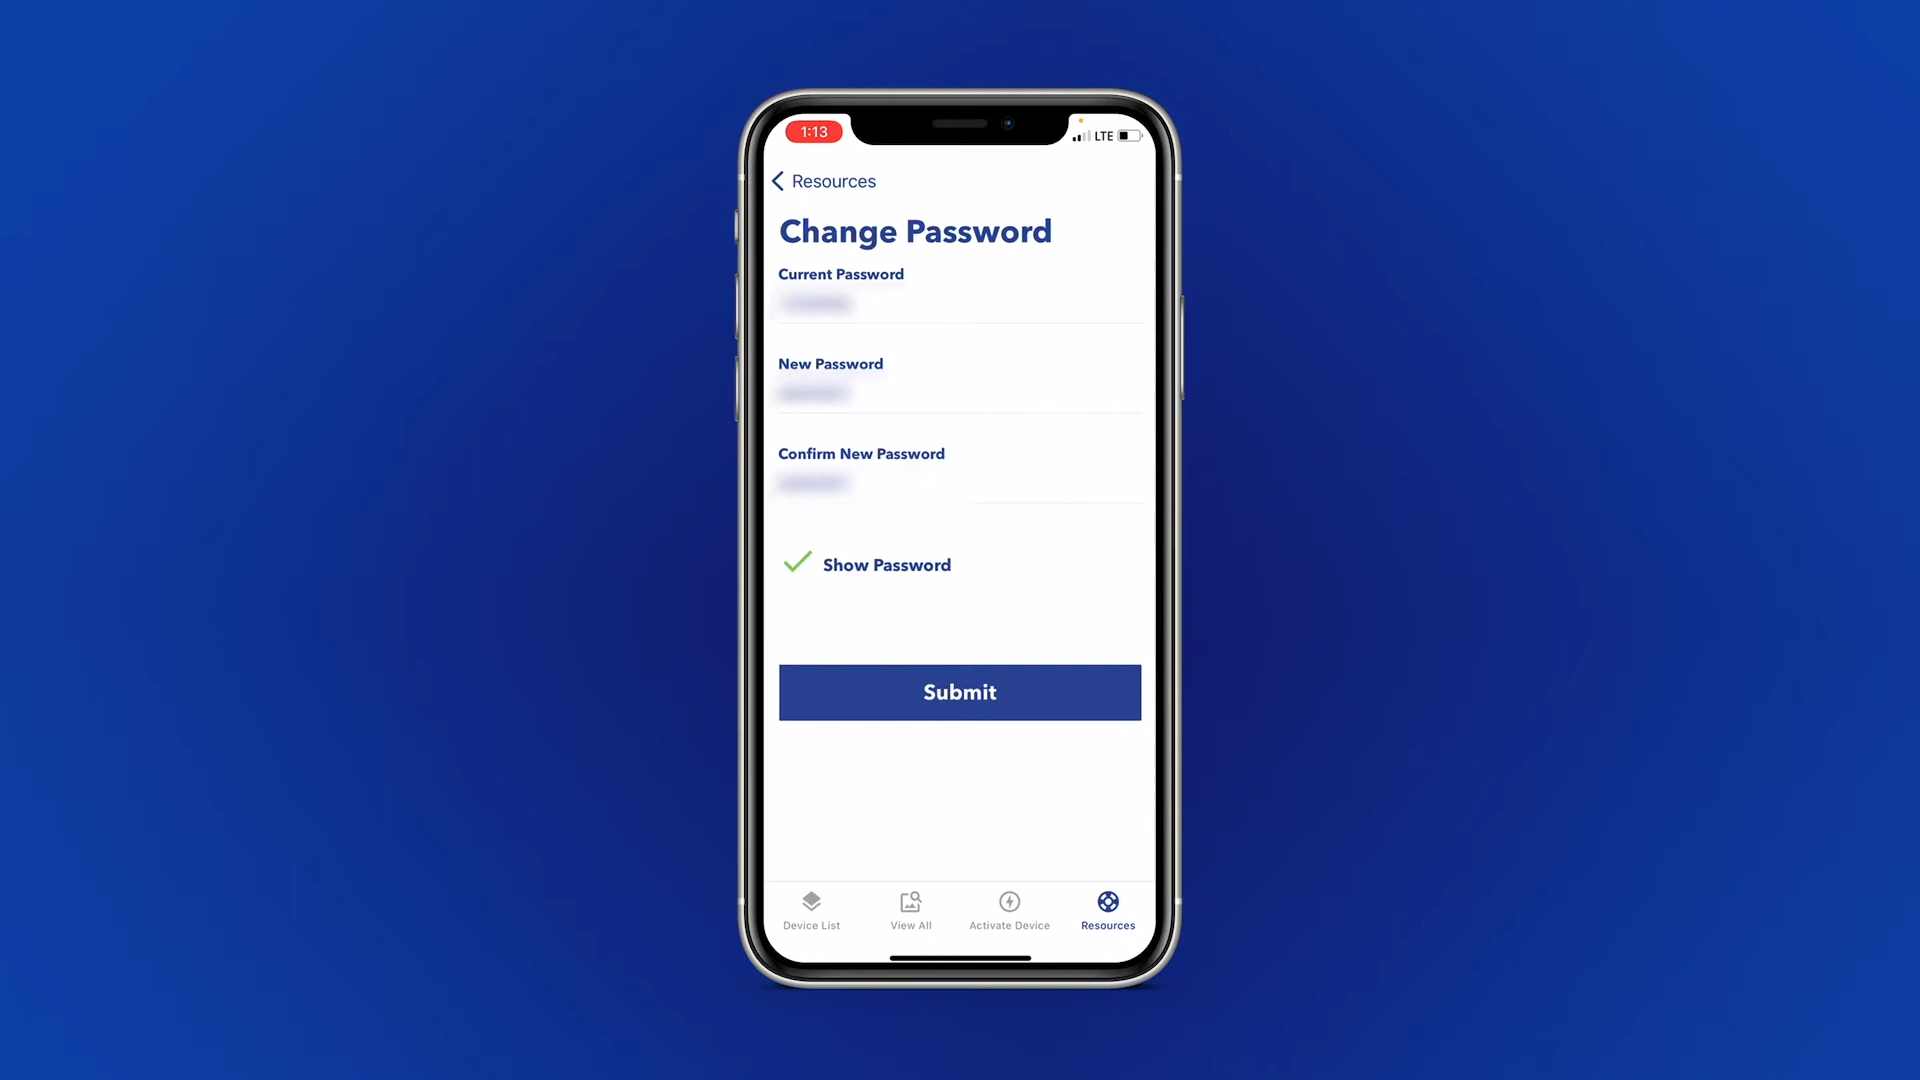 1:13
LTE
Resources
Change Password
Current Password
New Password
Confirm New Password
Show Password
Submit
Device List
View All
Activate Device
Resources